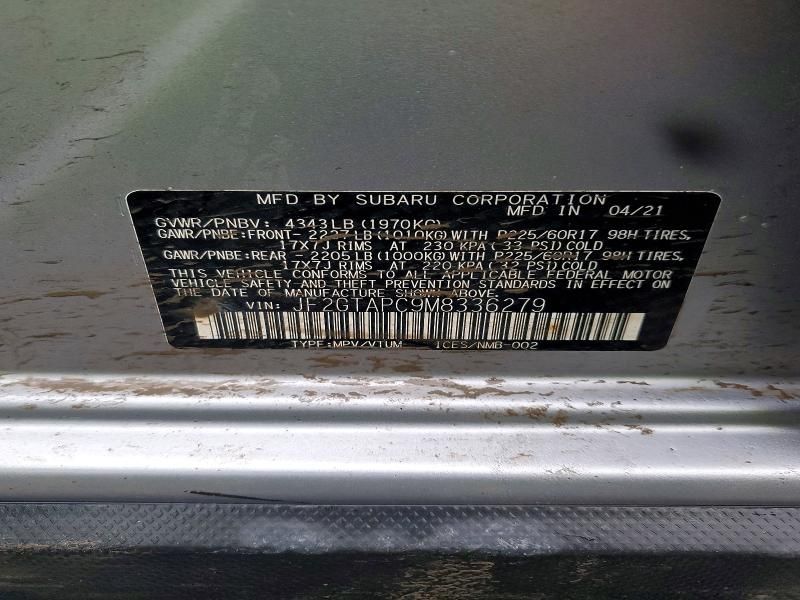 MFD BY SUBARU CORPORATION
MFD IN 04/21
GVWR/PNBV: 4343LB(1970KG)
GAWR/PNBE:FRONT- 2227LB(1010KG)WITH P225/60R17 98H TIRES,
17X7J RIMS AT 230 KPA(33 PSI)COLD
GAWR/PNBE:REAR - 2205LB(1000KG)WITH P225/60R17 98H TIRES,
17X7J RIMS AT 220 KPA(32 PSI)COLD
THIS VEHICLE CONFORMS TO ALL APPLICABLE FEDERAL MOTOR
VEHICLE SAFETY AND THEFT PREVENTION STANDARDS IN EFFECT ON
THE DATE OF MANUFACTURE SHOWN ABOVE.
VIN: JF2GTAPC9M8336279
TYPE:MPV/VTUM ICES/NMB-002